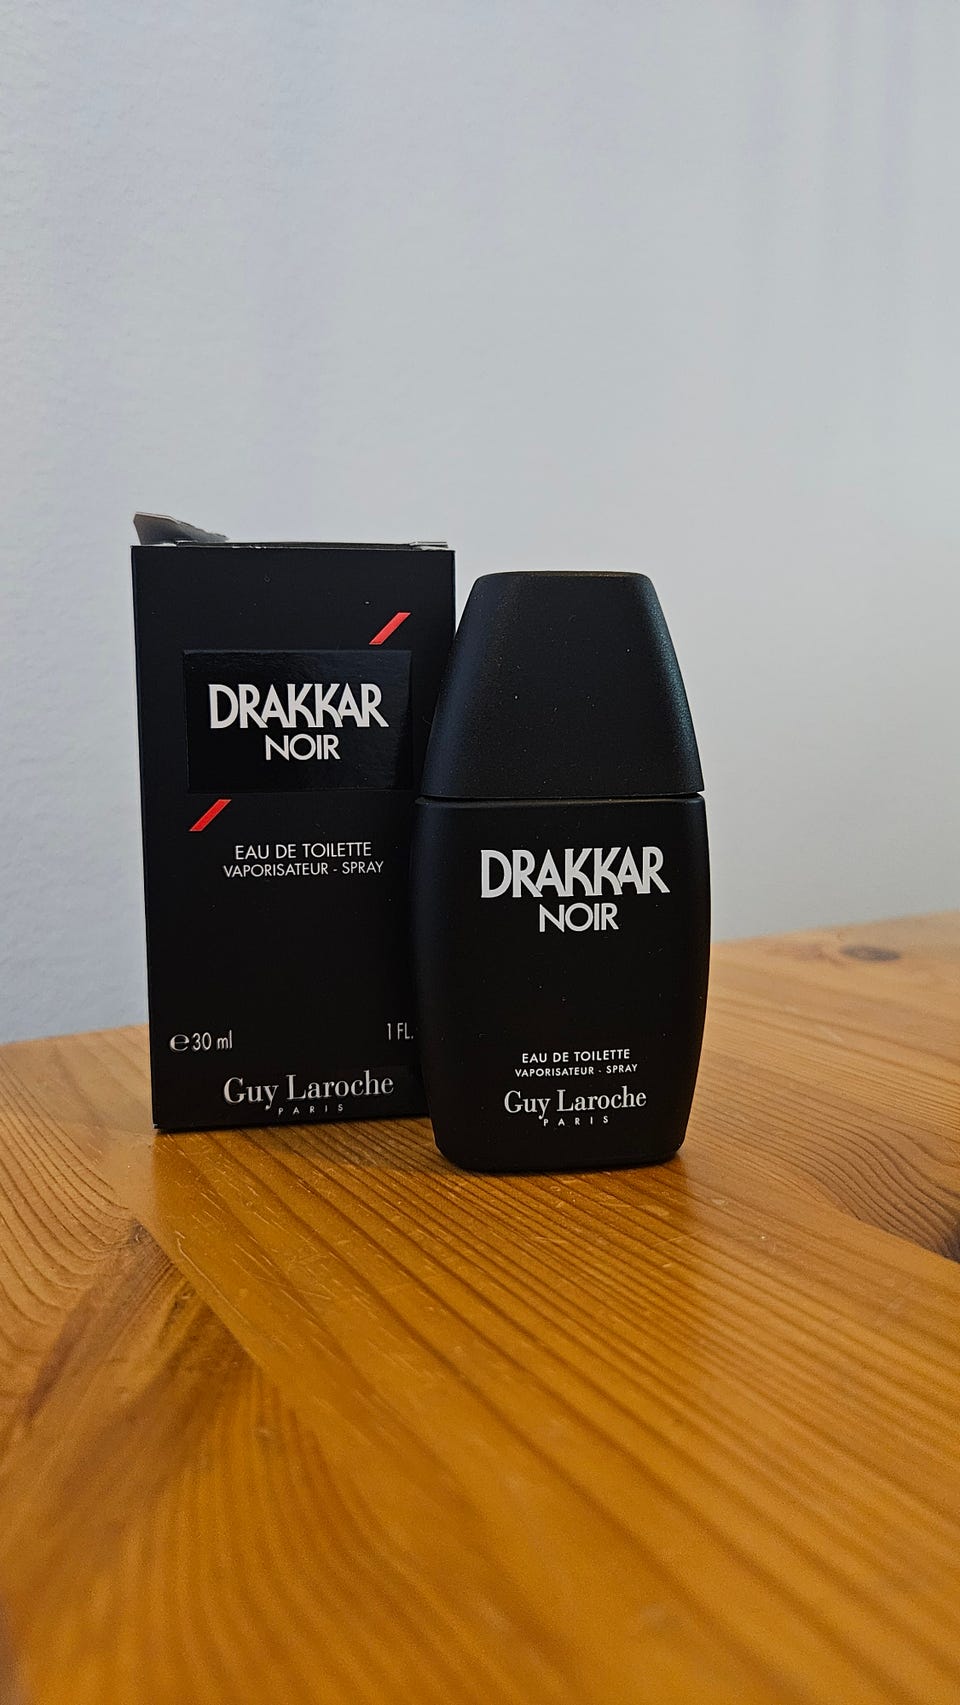 DRAKKAR
NOIR
EAU DE TOILETTE
VAPORISATEUR - SPRAY
℮30 ml
1 FL.
Guy Laroche
PARIS
DRAKKAR
NOIR
EAU DE TOILETTE
VAPORISATEUR - SPRAY
Guy Laroche
PARIS